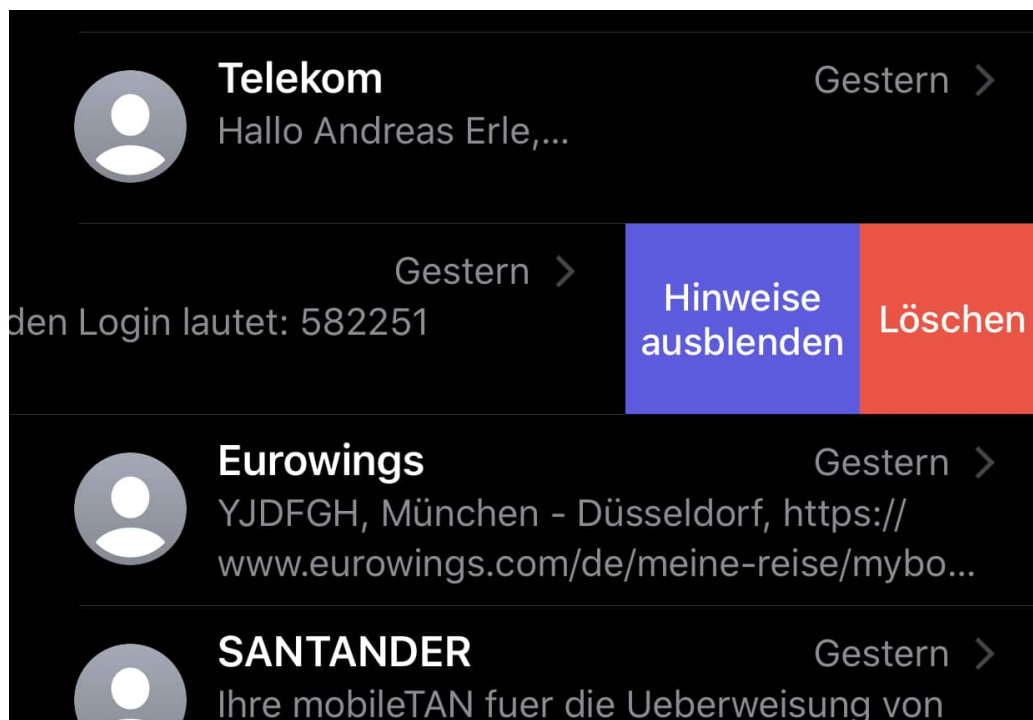 Telekom
Gestern
Hallo Andreas Erle,...
Gestern
den Login lautet: 582251
Hinweise
ausblenden
Löschen
Eurowings
Gestern
YJDFGH, München - Düsseldorf, https://
www.eurowings.com/de/meine-reise/mybo...
SANTANDER
Gestern
Ihre mobileTAN fuer die Ueberweisung von